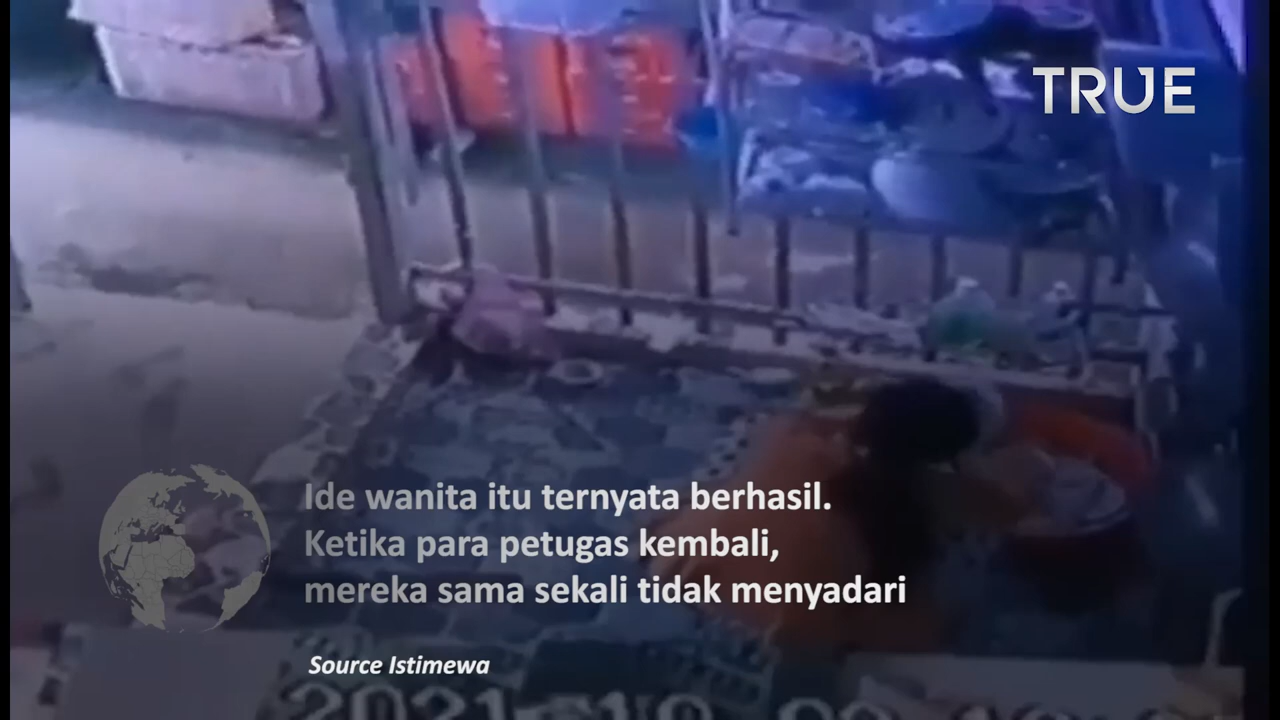 TRUE
Ide wanita itu ternyata berhasil.
Ketika para petugas kembali,
mereka sama sekali tidak menyadari
Source Istimewa